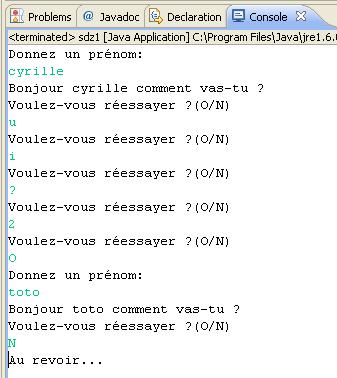 Problems @ Javadoc Declaration Console
<terminated> sdz1 [Java Application] C:\Program Files\Java\jre1.6.0
Donnez un prénom:
cyrille
Bonjour cyrille comment vas-tu ?
Voulez-vous réessayer ?(O/N)
u
Voulez-vous réessayer ?(O/N)
i
Voulez-vous réessayer ?(O/N)
?
Voulez-vous réessayer ?(O/N)
2
Voulez-vous réessayer ?(O/N)
O
Donnez un prénom:
toto
Bonjour toto comment vas-tu ?
Voulez-vous réessayer ?(O/N)
N
Au revoir...